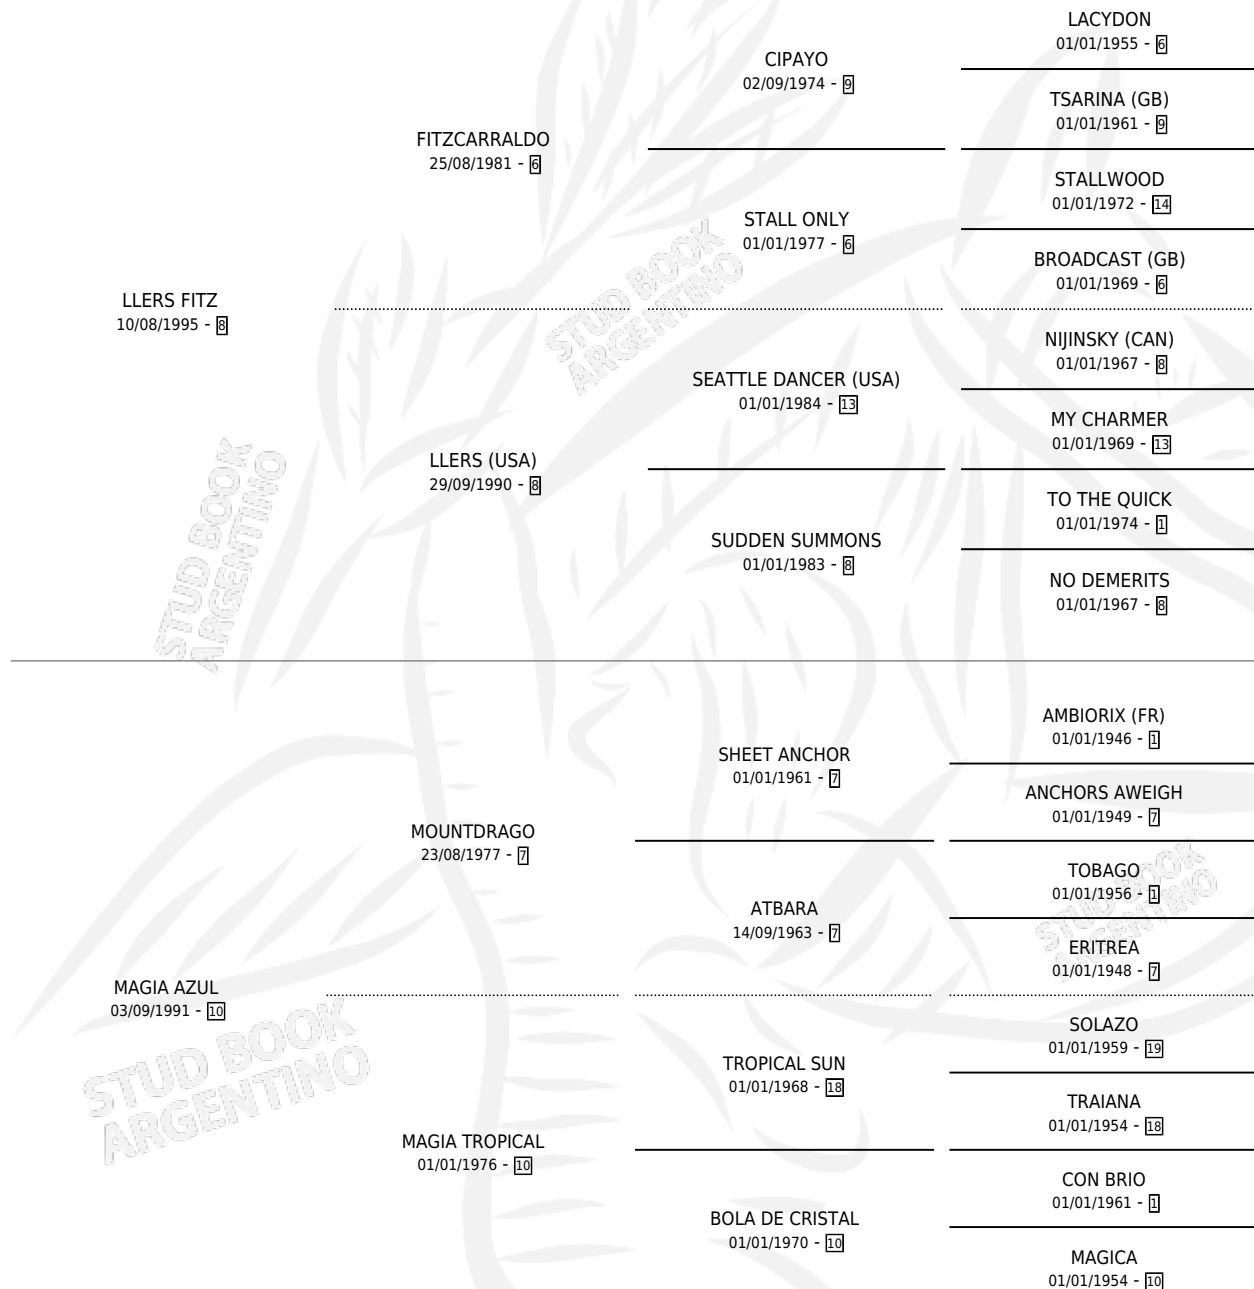 LACYDON
01/01/1955 - 6
CIPAYO
02/09/1974 - 9
TSARINA (GB)
01/01/1961 - 9
FITZCARRALDO
25/08/1981 - 6
STALLWOOD
01/01/1972 - 14
STALL ONLY
01/01/1977 - 6
BROADCAST (GB)
01/01/1969 - 6
LLERS FITZ
10/08/1995 - 8
NIJINSKY (CAN)
01/01/1967 - 8
SEATTLE DANCER (USA)
01/01/1984 - 13
MY CHARMER
01/01/1969 - 13
LLERS (USA)
29/09/1990 - 8
TO THE QUICK
01/01/1974 - 1
SUDDEN SUMMONS
01/01/1983 - 8
NO DEMERITS
01/01/1967 - 8
AMBIORIX (FR)
01/01/1946 - 1
SHEET ANCHOR
01/01/1961 - 7
ANCHORS AWEIGH
01/01/1949 - 7
MOUNTDRAGO
23/08/1977 - 7
TOBAGO
01/01/1956 - 1
ATBARA
14/09/1963 - 7
ERITREA
01/01/1948 - 7
MAGIA AZUL
03/09/1991 - 10
SOLAZO
01/01/1959 - 19
TROPICAL SUN
01/01/1968 - 18
TRAIANA
01/01/1954 - 18
MAGIA TROPICAL
01/01/1976 - 10
CON BRIO
01/01/1961 - 1
BOLA DE CRISTAL
01/01/1970 - 10
MAGICA
01/01/1954 - 10
STUD BOOK
ARGENTINO
STUD BOOK
ARGENTINO
STUD BOOK
ARGENTINO
STUD BOOK
ARGENTINO